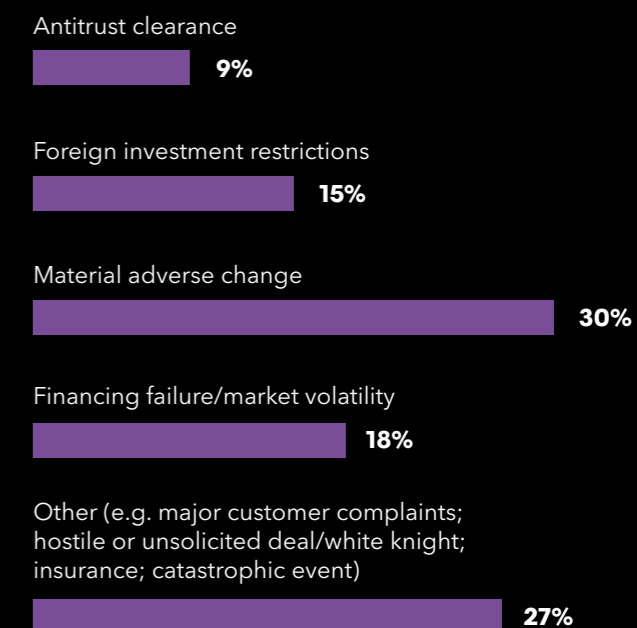 Antitrust clearance
9%
Foreign investment restrictions
15%
Material adverse change
30%
Financing failure/market volatility
18%
Other (e.g. major customer complaints;
hostile or unsolicited deal/white knight;
insurance; catastrophic event)
27%